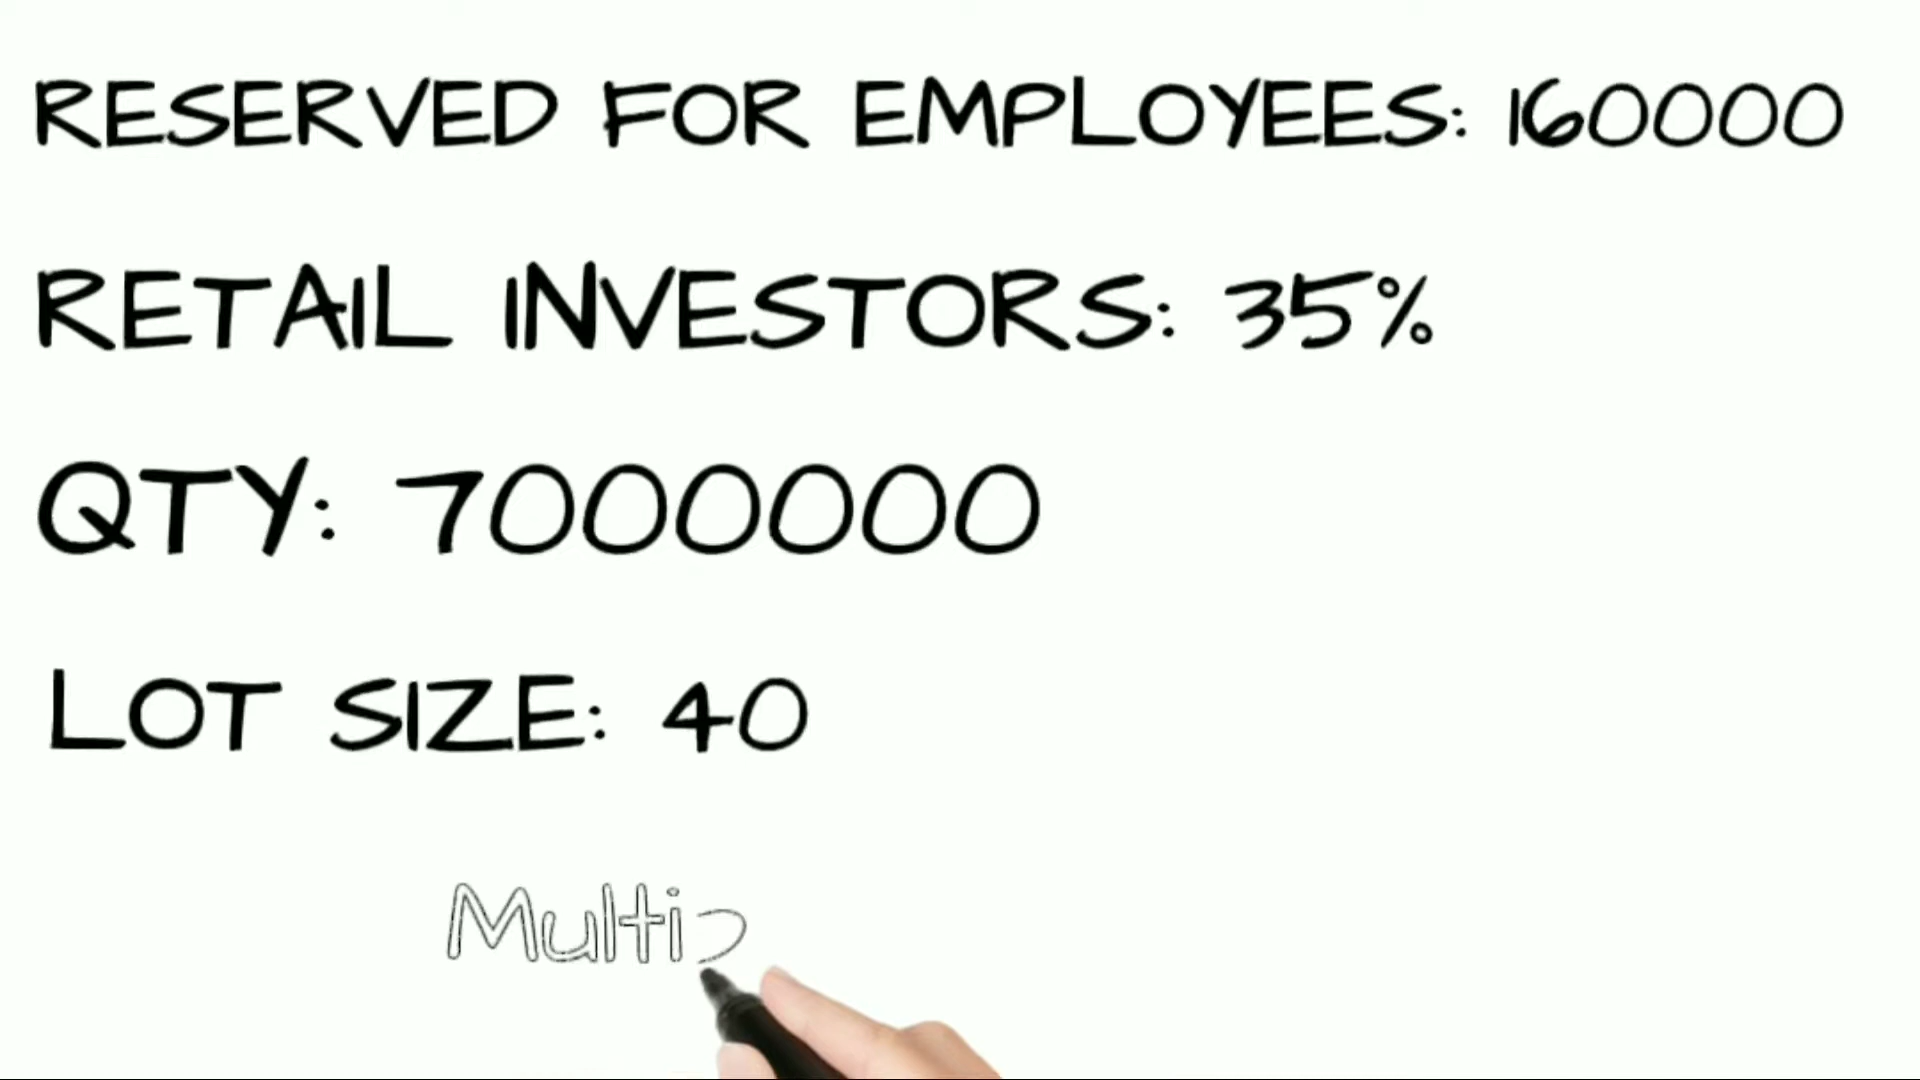 RESERVED FOR EMPLOYEES: 160000
RETAIL INVESTORS: 35%
QTY: 7000000
LOT SIZE: 40
Multi